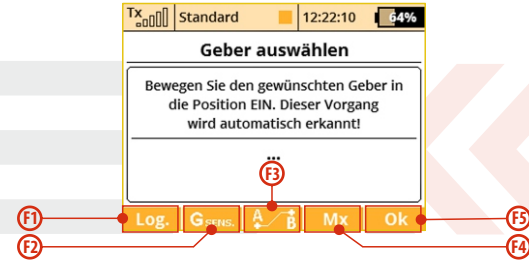 Tx Standard 12:22:10 64%
Geber auswählen
Bewegen Sie den gewünschten Geber in
die Position EIN. Dieser Vorgang
wird automatisch erkannt!
...
F3
F1 Log. G SENS. A B Mx Ok F5
F2 F4